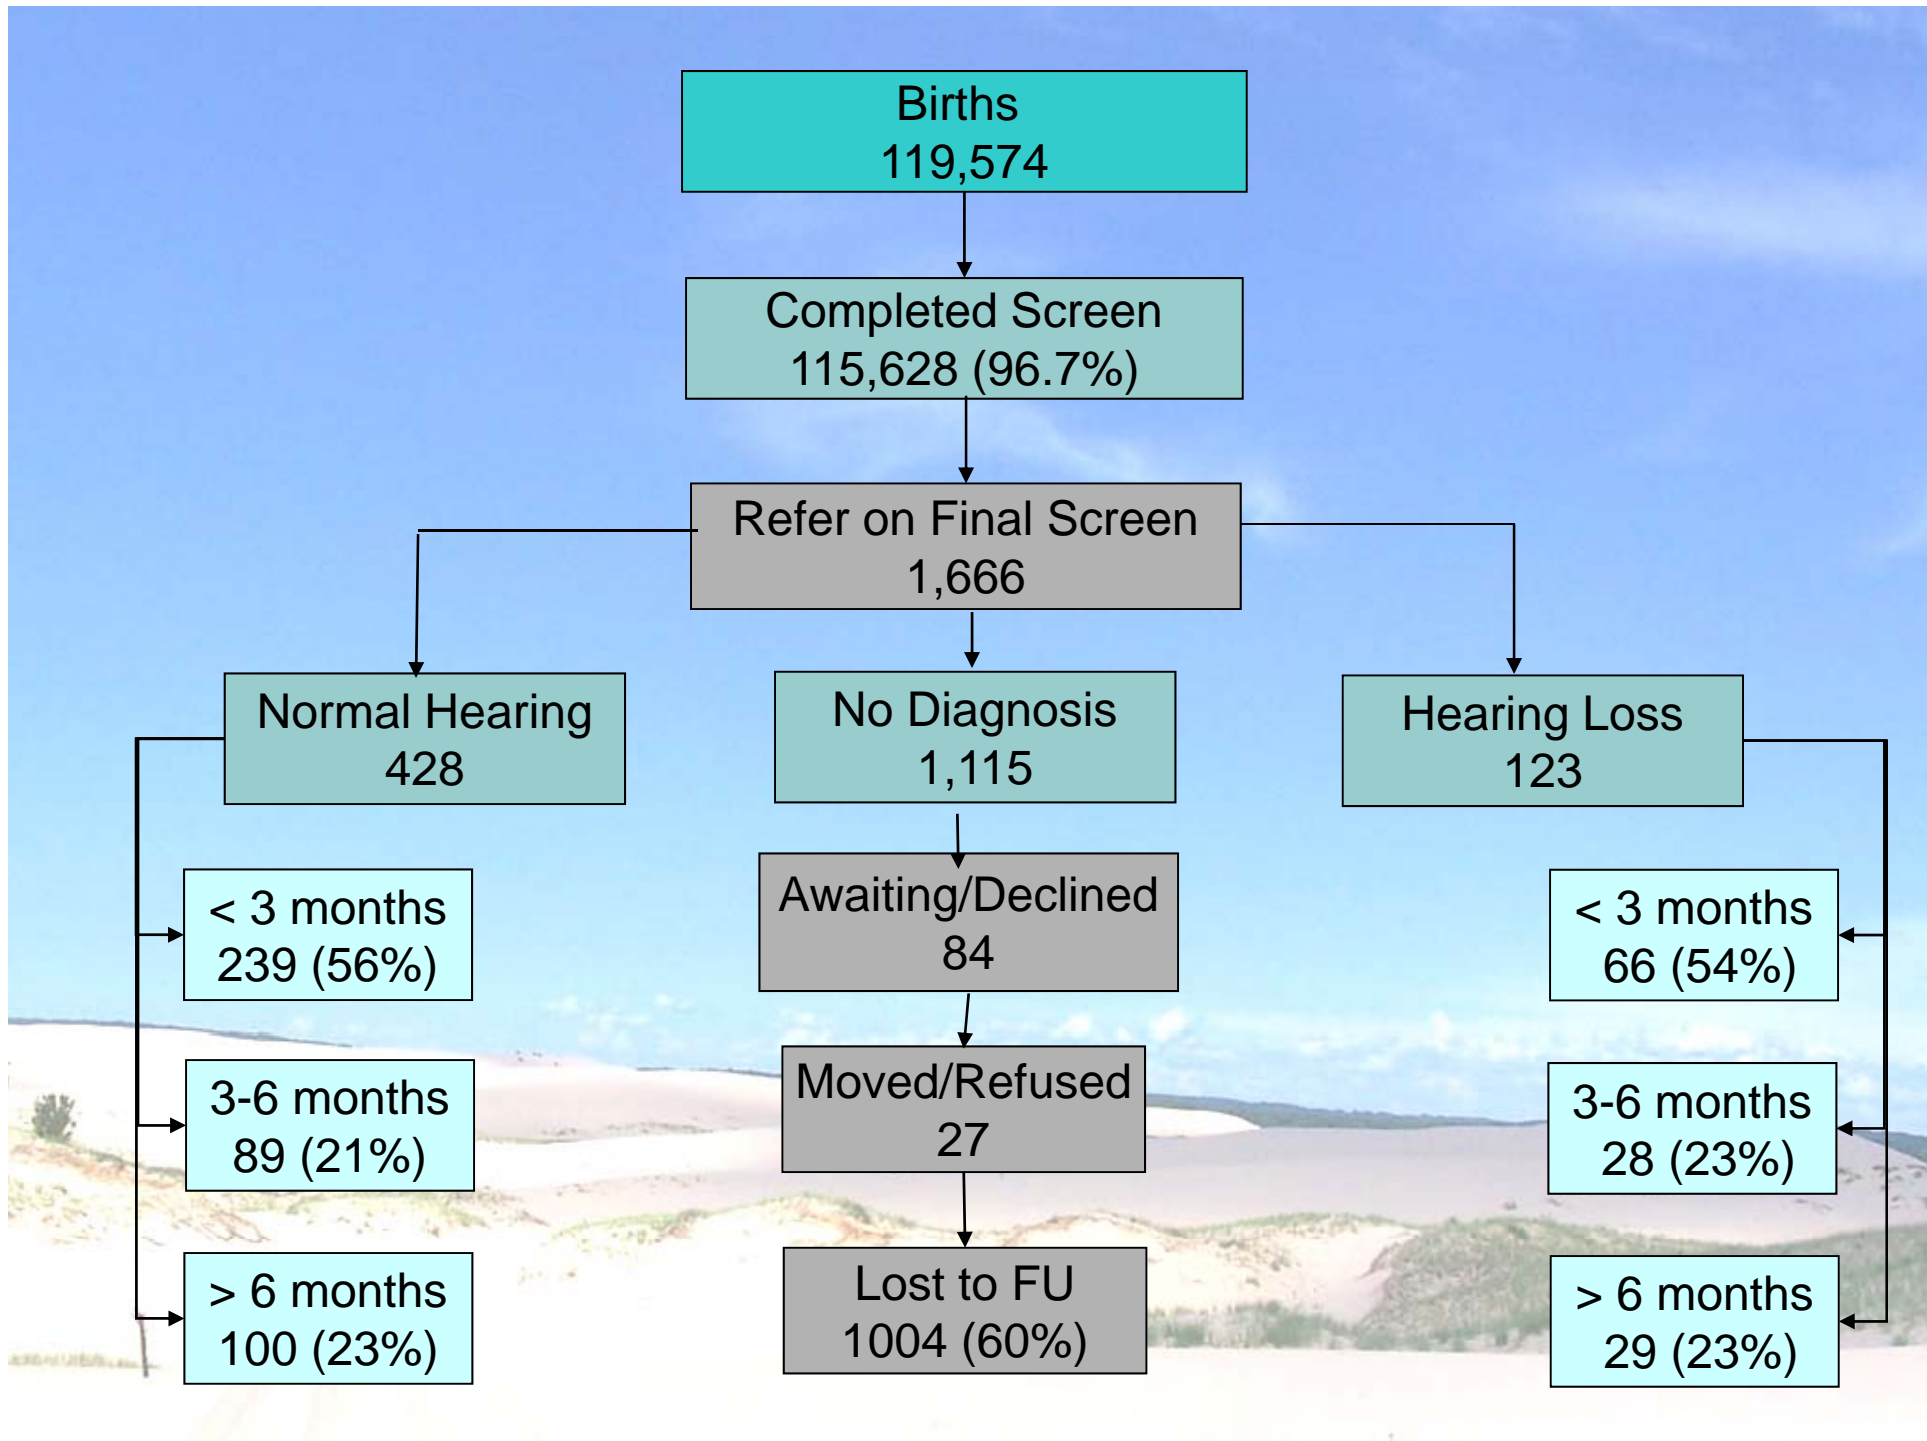 Births
119,574
Completed Screen
115,628 (96.7%)
Refer on Final Screen
1,666
Normal Hearing
428
No Diagnosis
1,115
Hearing Loss
123
< 3 months
239 (56%)
Awaiting/Declined
84
< 3 months
66 (54%)
3-6 months
89 (21%)
Moved/Refused
27
3-6 months
28 (23%)
> 6 months
100 (23%)
Lost to FU
1004 (60%)
> 6 months
29 (23%)